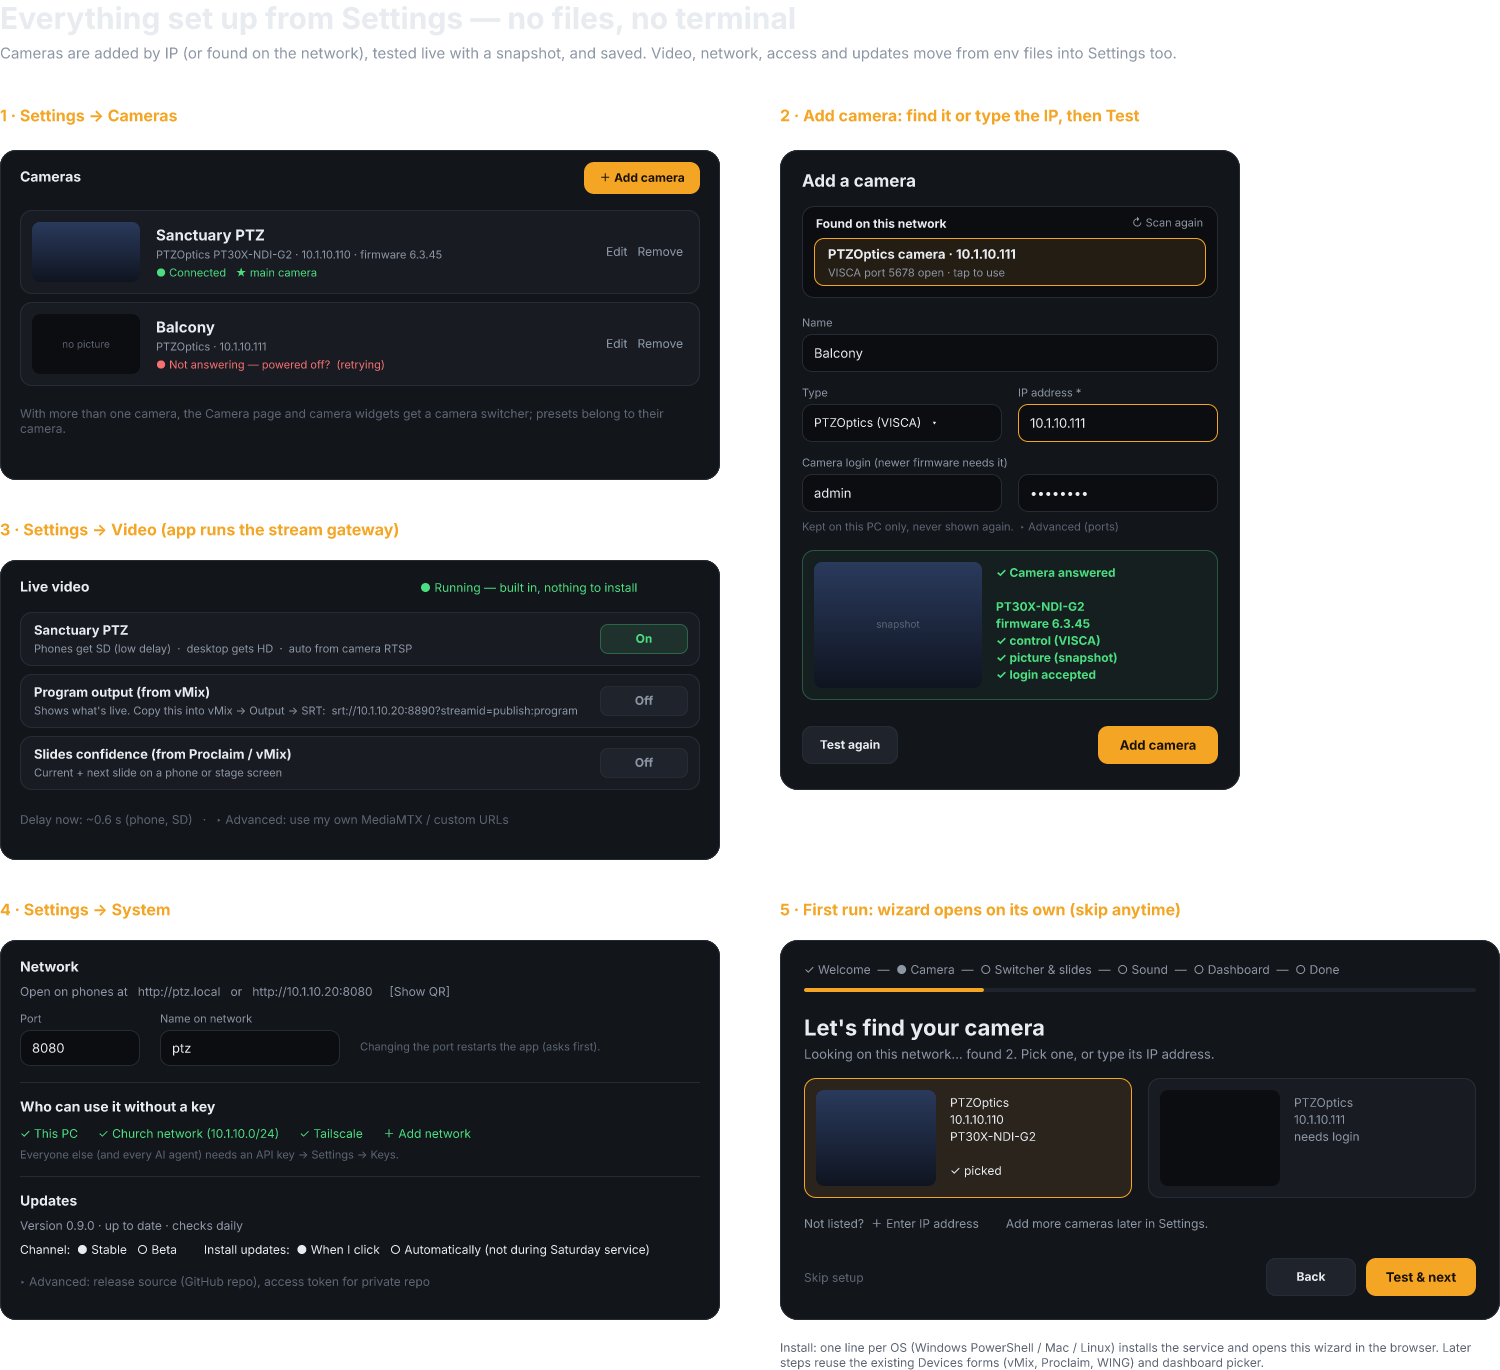 Everything set up from Settings — no files, no terminal
Cameras are added by IP (or found on the network), tested live with a snapshot, and saved. Video, network, access and updates move from env files into Settings too.
1 · Settings → Cameras
Cameras
+ Add camera
Sanctuary PTZ
PTZOptics PT30X-NDI-G2 · 10.1.10.110 · firmware 6.3.45
● Connected ★ main camera
Edit Remove
no picture
Balcony
PTZOptics · 10.1.10.111
● Not answering — powered off? (retrying)
Edit Remove
With more than one camera, the Camera page and camera widgets get a camera switcher; presets belong to their
camera.
2 · Add camera: find it or type the IP, then Test
Add a camera
Found on this network
↻ Scan again
PTZOptics camera · 10.1.10.111
VISCA port 5678 open · tap to use
Name
Balcony
Type
IP address *
PTZOptics (VISCA) ▾
10.1.10.111
Camera login (newer firmware needs it)
admin
••••••••
Kept on this PC only, never shown again. ‣ Advanced (ports)
snapshot
✓ Camera answered
PT30X-NDI-G2
firmware 6.3.45
✓ control (VISCA)
✓ picture (snapshot)
✓ login accepted
Test again
Add camera
3 · Settings → Video (app runs the stream gateway)
Live video
● Running — built in, nothing to install
Sanctuary PTZ
Phones get SD (low delay) · desktop gets HD · auto from camera RTSP
On
Program output (from vMix)
Shows what's live. Copy this into vMix → Output → SRT: srt://10.1.10.20:8890?streamid=publish:program
Off
Slides confidence (from Proclaim / vMix)
Current + next slide on a phone or stage screen
Off
Delay now: ~0.6 s (phone, SD) · ‣ Advanced: use my own MediaMTX / custom URLs
4 · Settings → System
Network
Open on phones at http://ptz.local or http://10.1.10.20:8080 [Show QR]
Port
Name on network
8080
ptz
Changing the port restarts the app (asks first).
Who can use it without a key
✓ This PC ✓ Church network (10.1.10.0/24) ✓ Tailscale + Add network
Everyone else (and every AI agent) needs an API key → Settings → Keys.
Updates
Version 0.9.0 · up to date · checks daily
Channel: ● Stable ○ Beta Install updates: ● When I click ○ Automatically (not during Saturday service)
‣ Advanced: release source (GitHub repo), access token for private repo
5 · First run: wizard opens on its own (skip anytime)
✓ Welcome — ● Camera — ○ Switcher & slides — ○ Sound — ○ Dashboard — ○ Done
Let's find your camera
Looking on this network... found 2. Pick one, or type its IP address.
PTZOptics
10.1.10.110
PT30X-NDI-G2
✓ picked
PTZOptics
10.1.10.111
needs login
Not listed? + Enter IP address Add more cameras later in Settings.
Skip setup
Back
Test & next
Install: one line per OS (Windows PowerShell / Mac / Linux) installs the service and opens this wizard in the browser. Later
steps reuse the existing Devices forms (vMix, Proclaim, WING) and dashboard picker.